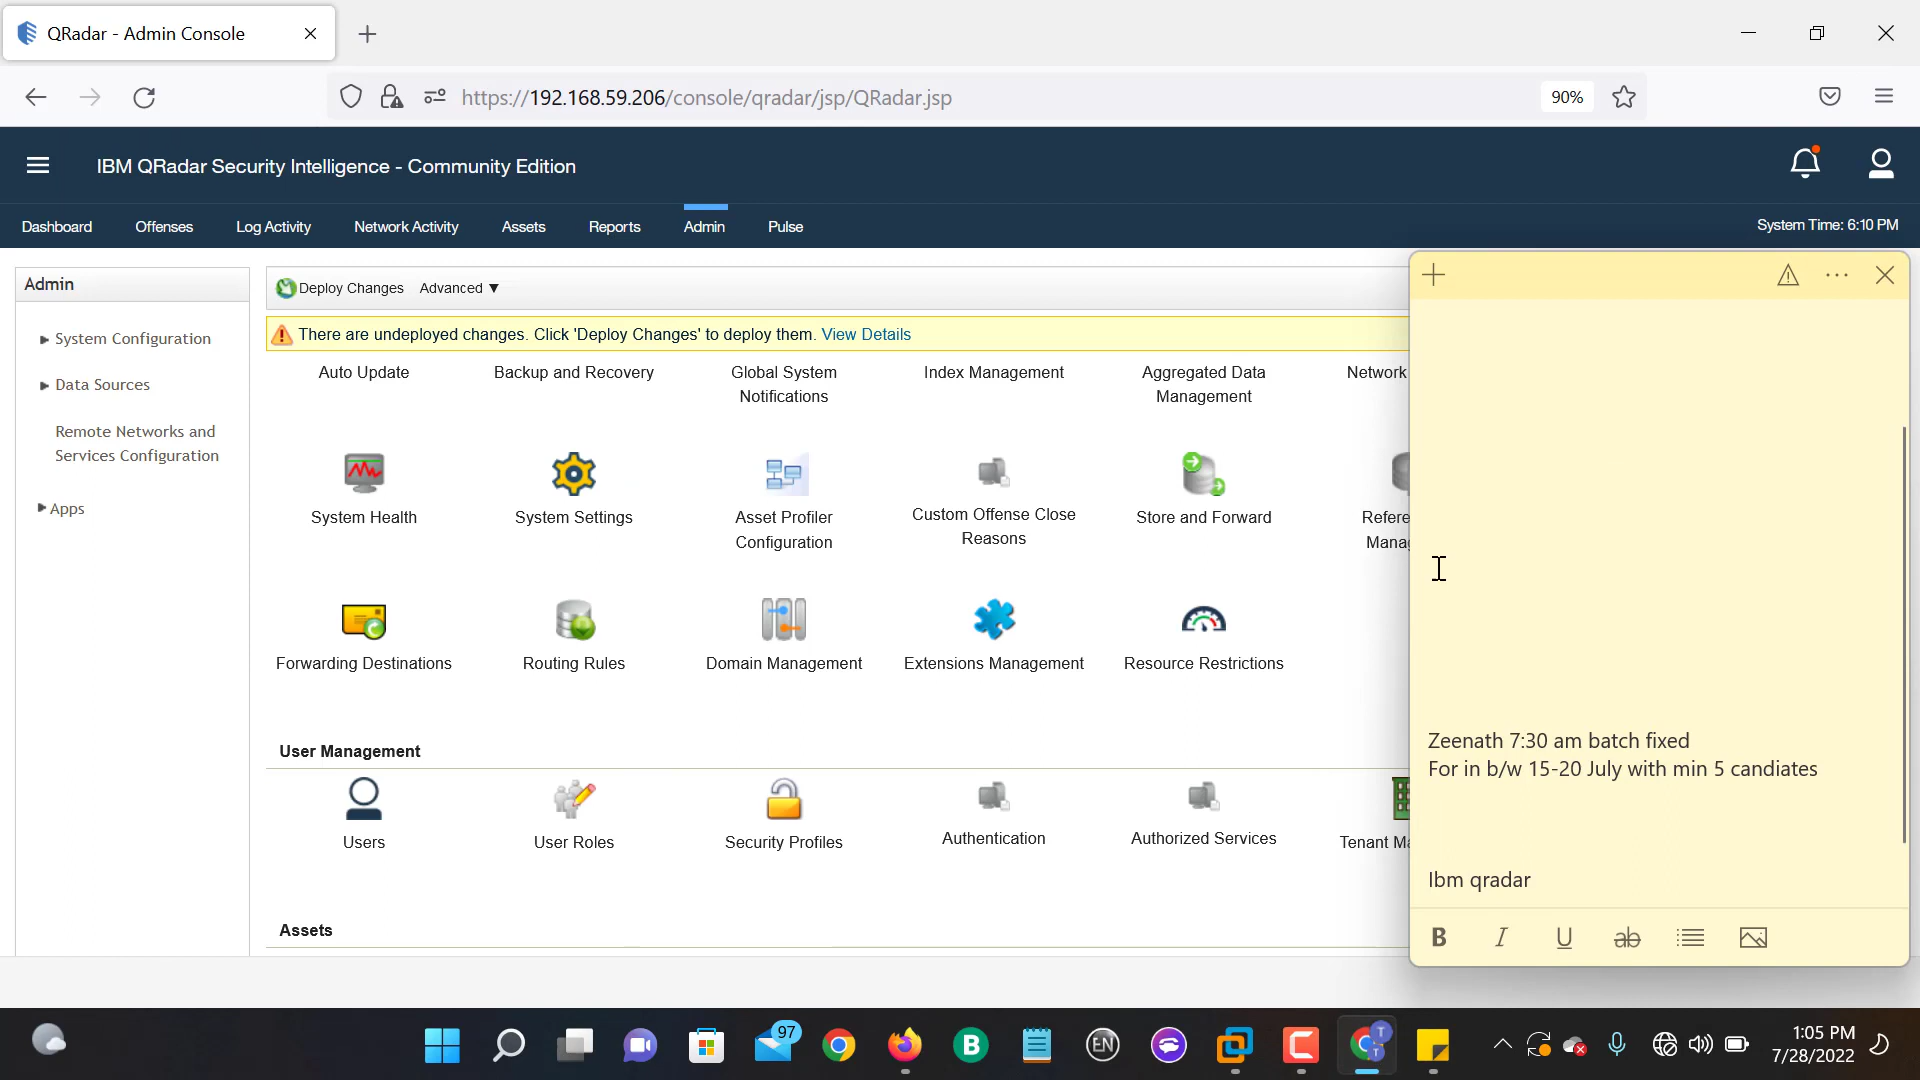 QRadar - Admin Console
https://192.168.59.206/console/qradar/jsp/QRadar.jsp
90%
IBM QRadar Security Intelligence - Community Edition
Dashboard
Offenses
Log Activity
Network Activity
Assets
Reports
Admin
Pulse
System Time: 6:10 PM
Admin
System Configuration
Data Sources
Remote Networks and
Services Configuration
Apps
Deploy Changes
Advanced ▼
There are undeployed changes. Click 'Deploy Changes' to deploy them. View Details
Auto Update
Backup and Recovery
Global System
Notifications
Index Management
Aggregated Data
Management
Network
System Health
System Settings
Asset Profiler
Configuration
Custom Offense Close
Reasons
Store and Forward
Refere
Manag
Forwarding Destinations
Routing Rules
Domain Management
Extensions Management
Resource Restrictions
User Management
Users
User Roles
Security Profiles
Authentication
Authorized Services
Tenant Ma
Assets
Zeenath 7:30 am batch fixed
For in b/w 15-20 July with min 5 candiates
Ibm qradar
B I U ab
97
B
EN
T
T
1:05 PM
7/28/2022